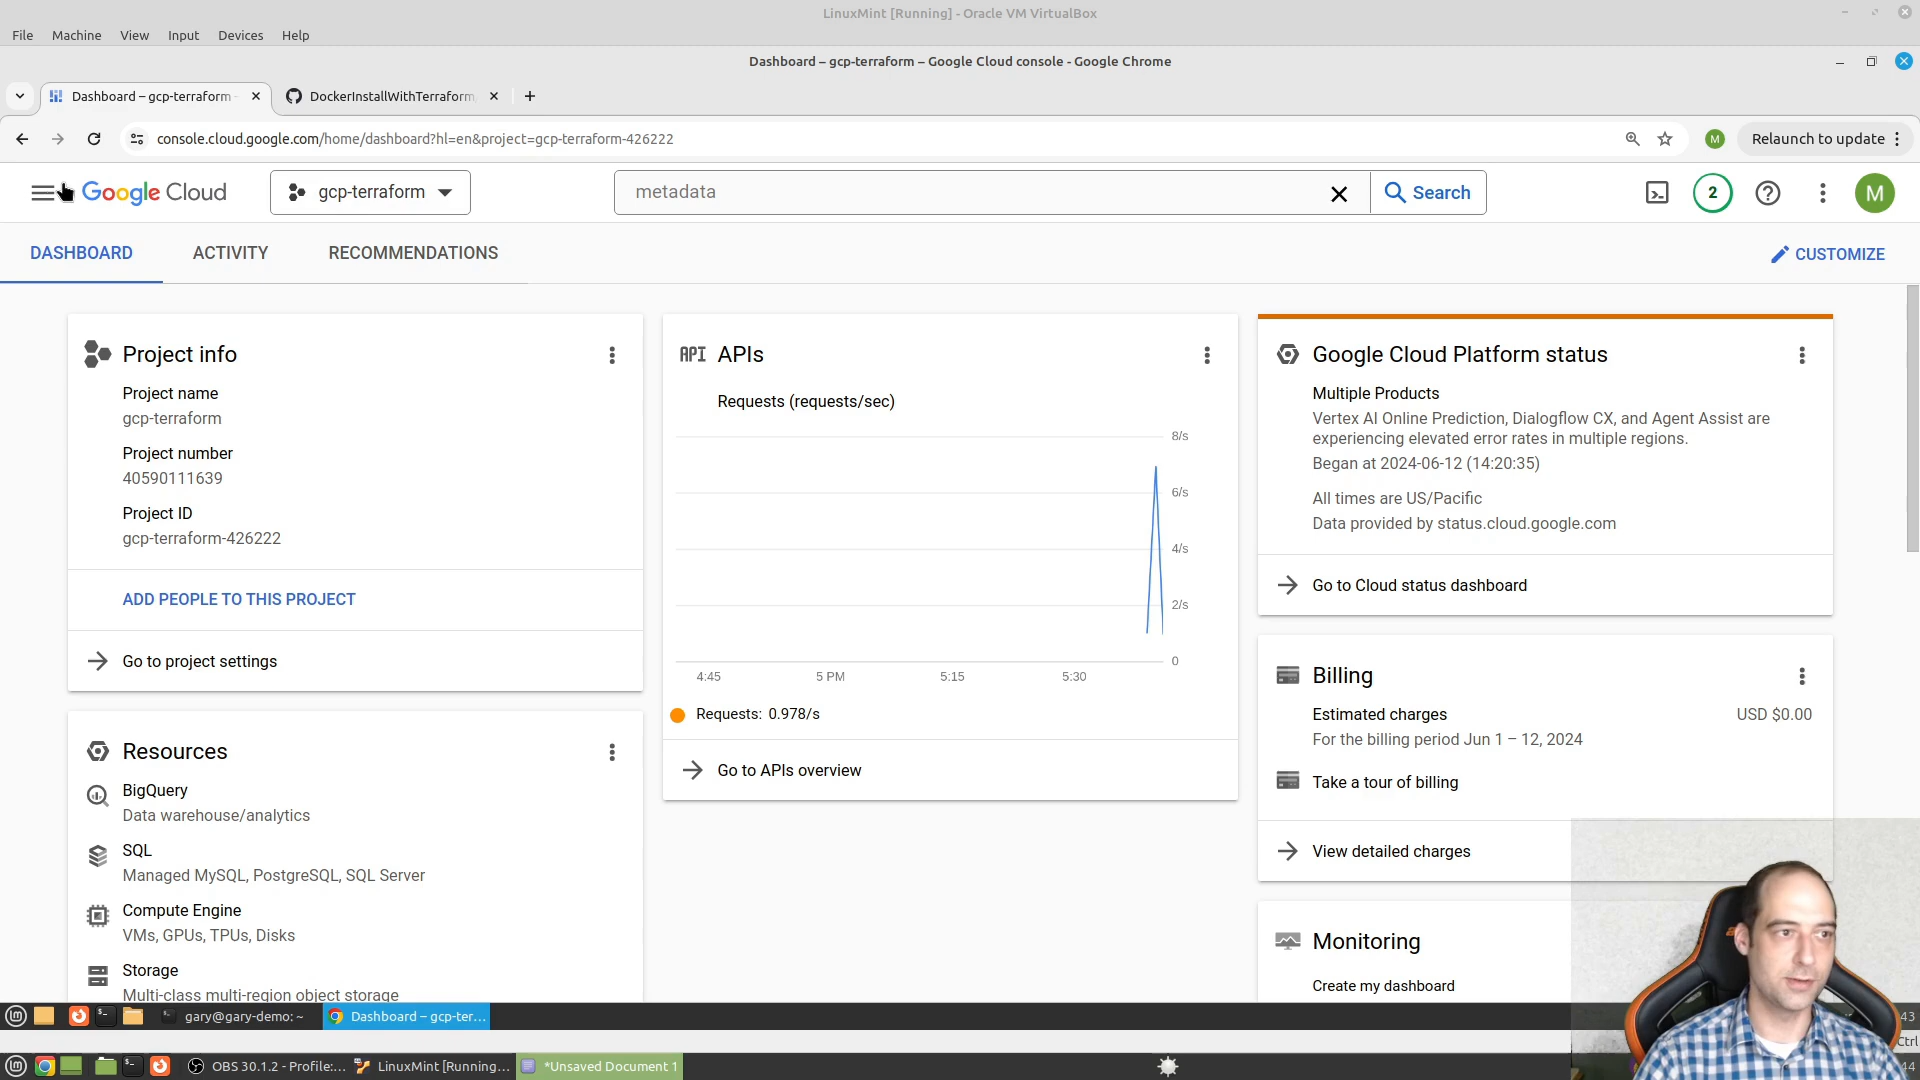 LinuxMint [Running] - Oracle VM VirtualBox
File Machine View Input Devices Help
Dashboard – gcp-terraform – Google Cloud console - Google Chrome
Dashboard – gcp-terraform -
DockerInstallWithTerraform
console.cloud.google.com/home/dashboard?hl=en&project=gcp-terraform-426222
M
Relaunch to update
Google Cloud
gcp-terraform
metadata
Search
2
M
DASHBOARD
ACTIVITY
RECOMMENDATIONS
CUSTOMIZE
Project info
Project name
gcp-terraform
Project number
40590111639
Project ID
gcp-terraform-426222
ADD PEOPLE TO THIS PROJECT
Go to project settings
Resources
BigQuery
Data warehouse/analytics
SQL
Managed MySQL, PostgreSQL, SQL Server
Compute Engine
VMs, GPUs, TPUs, Disks
Storage
Multi-class multi-region object storage
API APIs
Requests (requests/sec)
8/s
6/s
4/s
2/s
0
4:45
5 PM
5:15
5:30
Requests: 0.978/s
Go to APIs overview
Google Cloud Platform status
Multiple Products
Vertex AI Online Prediction, Dialogflow CX, and Agent Assist are
experiencing elevated error rates in multiple regions.
Began at 2024-06-12 (14:20:35)
All times are US/Pacific
Data provided by status.cloud.google.com
Go to Cloud status dashboard
Billing
Estimated charges
USD $0.00
For the billing period Jun 1 – 12, 2024
Take a tour of billing
View detailed charges
Monitoring
Create my dashboard
gary@gary-demo: ~
Dashboard – gcp-ter...
43
Ctrl
OBS 30.1.2 - Profile:...
LinuxMint [Running...
*Unsaved Document 1
44